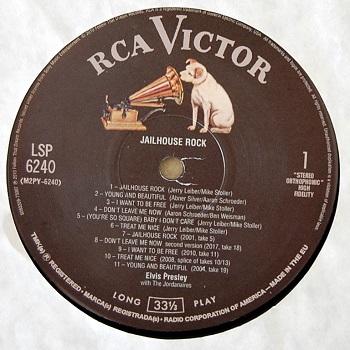 RCA VICTOR
JAILHOUSE ROCK
LSP
6240
(M2PY-6240)
1
"STEREO
ORTHOPHONIC"
HIGH
FIDELITY
1 – JAILHOUSE ROCK (Jerry Leiber/Mike Stoller)
2 – YOUNG AND BEAUTIFUL (Abner Silver/Aaroh Schroeder)
3 – I WANT TO BE FREE (Jerry Leiber/Mike Stoller)
4 – DON'T LEAVE ME NOW (Aaron Schroeder/Ben Weisman)
5 – (YOU'RE SO SQUARE) BABY I DON'T CARE (Leiber/Stoller)
6 – TREAT ME NICE (Jerry Leiber/Mike Stoller)
7 – JAILHOUSE ROCK (2001, take 5)
8 – DON'T LEAVE ME NOW, second version (2017, take 18)
9 – I WANT TO BE FREE (2010, take 11)
10 – TREAT ME NICE (2008, splice of takes 10/13)
11 – YOUNG AND BEAUTIFUL (2004, take 19)
Elvis Presley
with The Jordanaires
LONG 33⅓ PLAY
TMK(s) ® REGISTERED • MARCA(s) REGISTRADA(s) • RADIO CORPORATION OF AMERICA – MADE IN THE EU